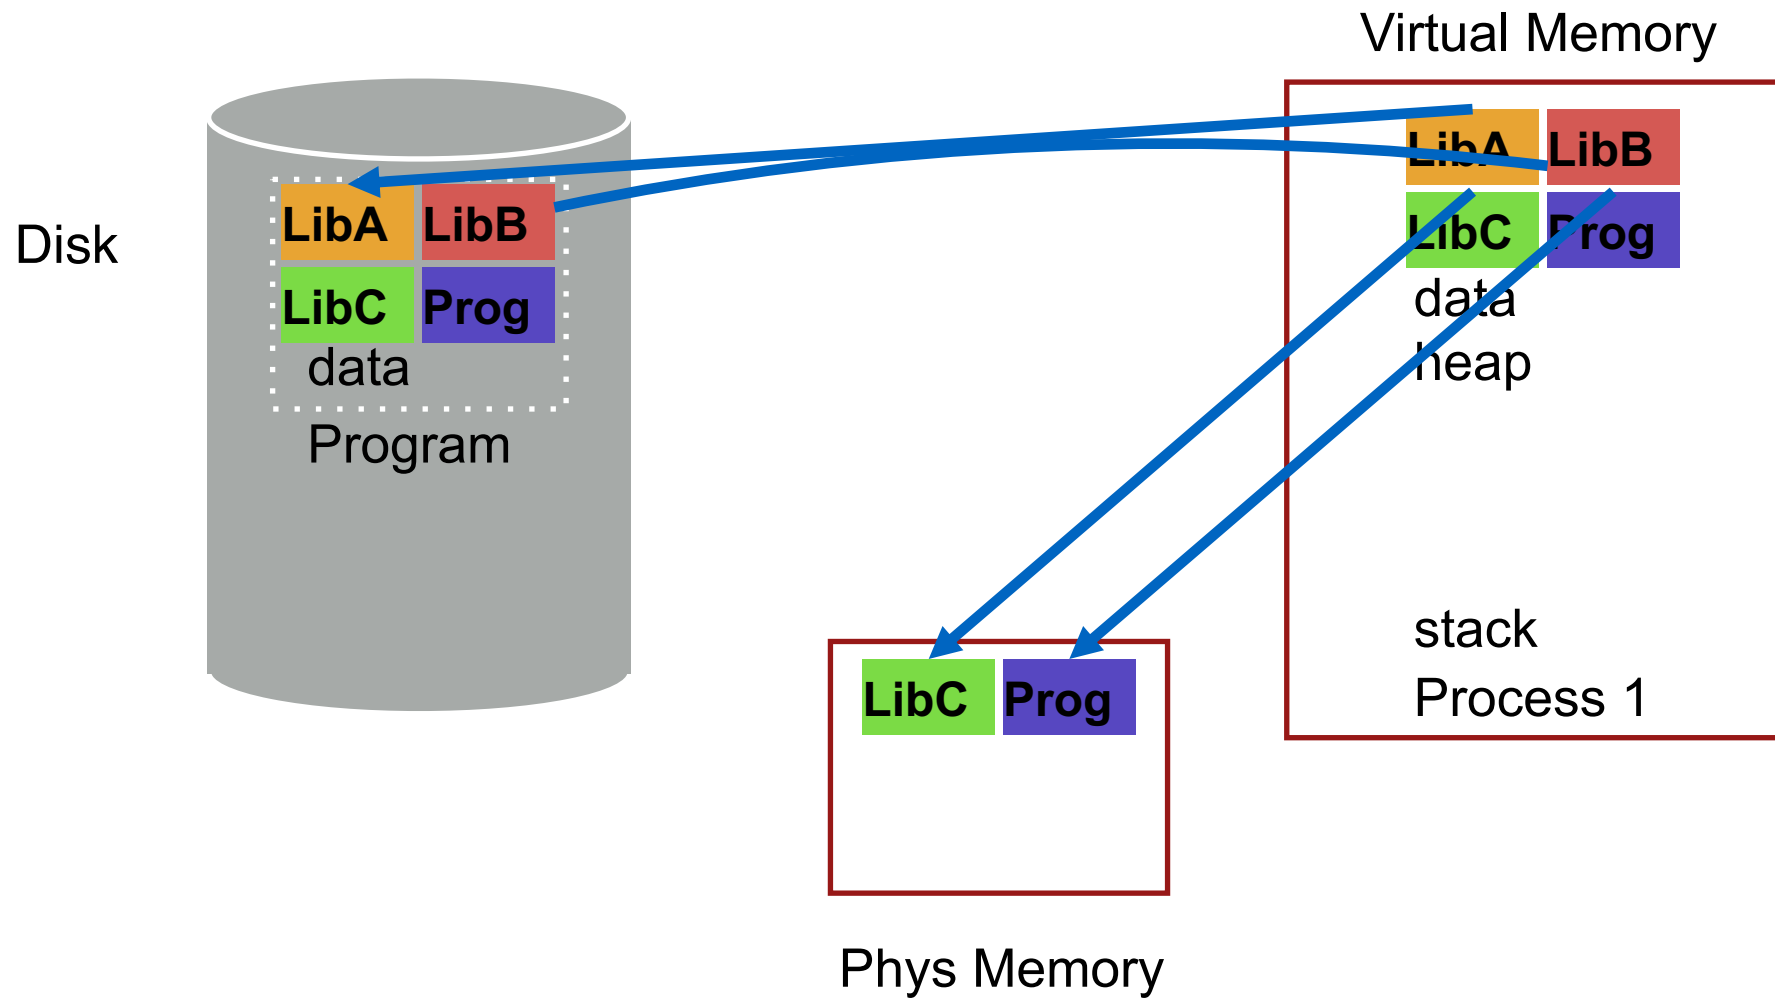 Virtual Memory
Disk
LibA LibB
LibC Prog
data
Program
LibA LibB
LibC Prog
data
heap
stack
Process 1
LibC Prog
Phys Memory